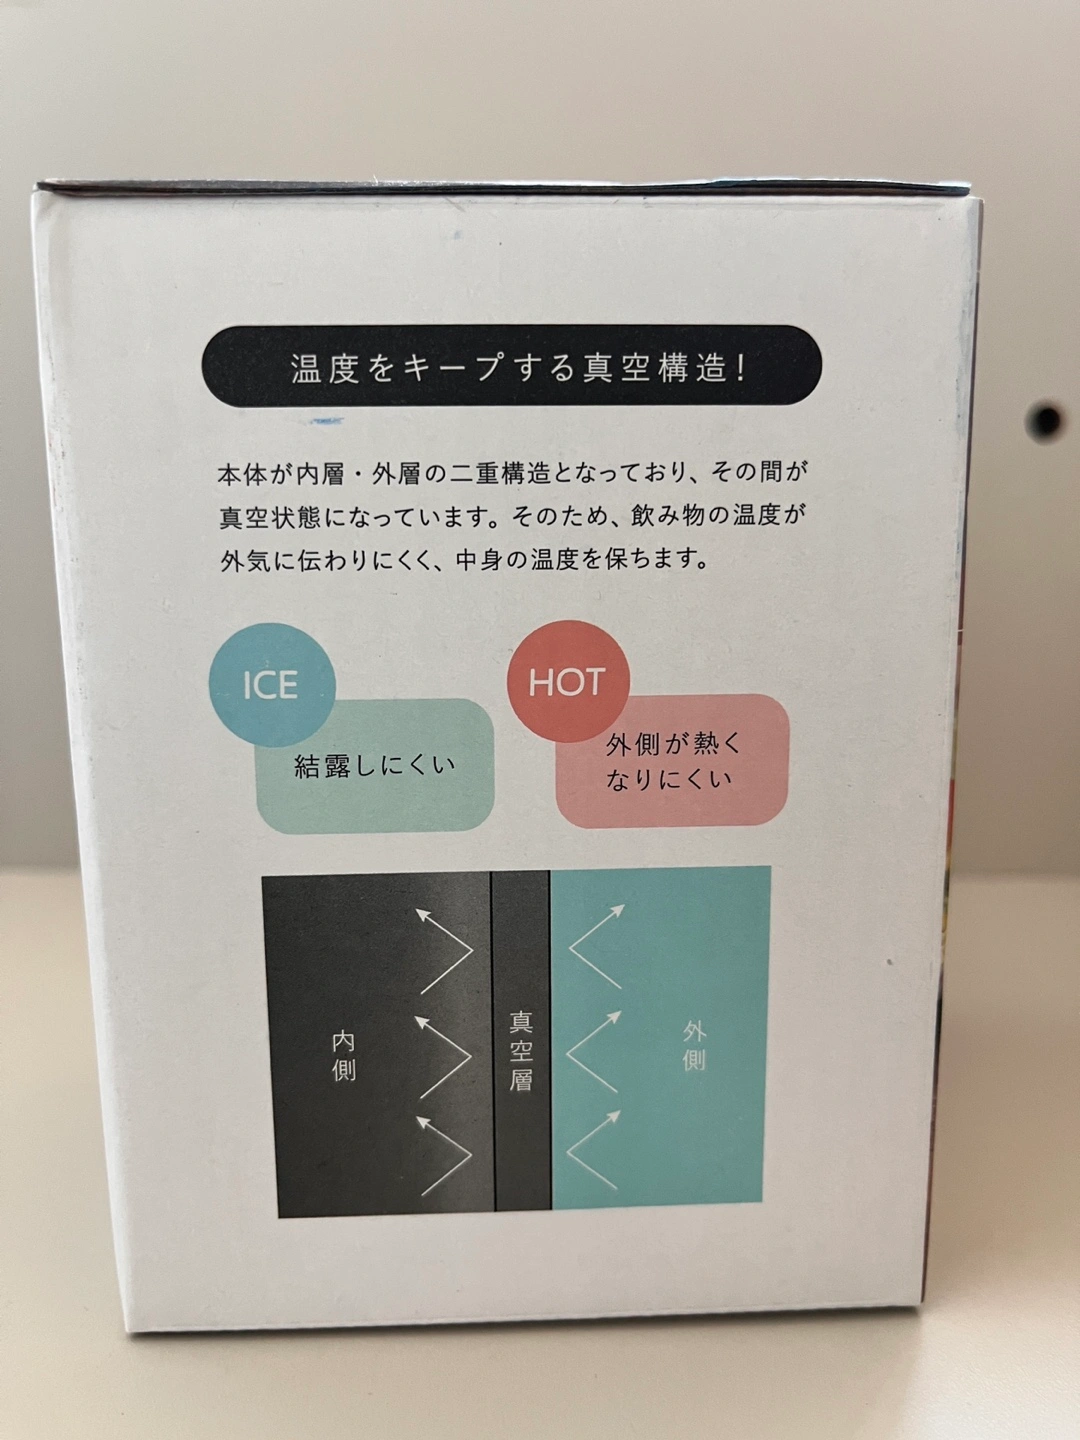 温度をキープする真空構造!
本体が内層・外層の二重構造となっており、その間が
真空状態になっています。そのため、飲み物の温度が
外気に伝わりにくく、中身の温度を保ちます。
ICE
結露しにくい
HOT
外側が熱く
なりにくい
内側
真空層
外側